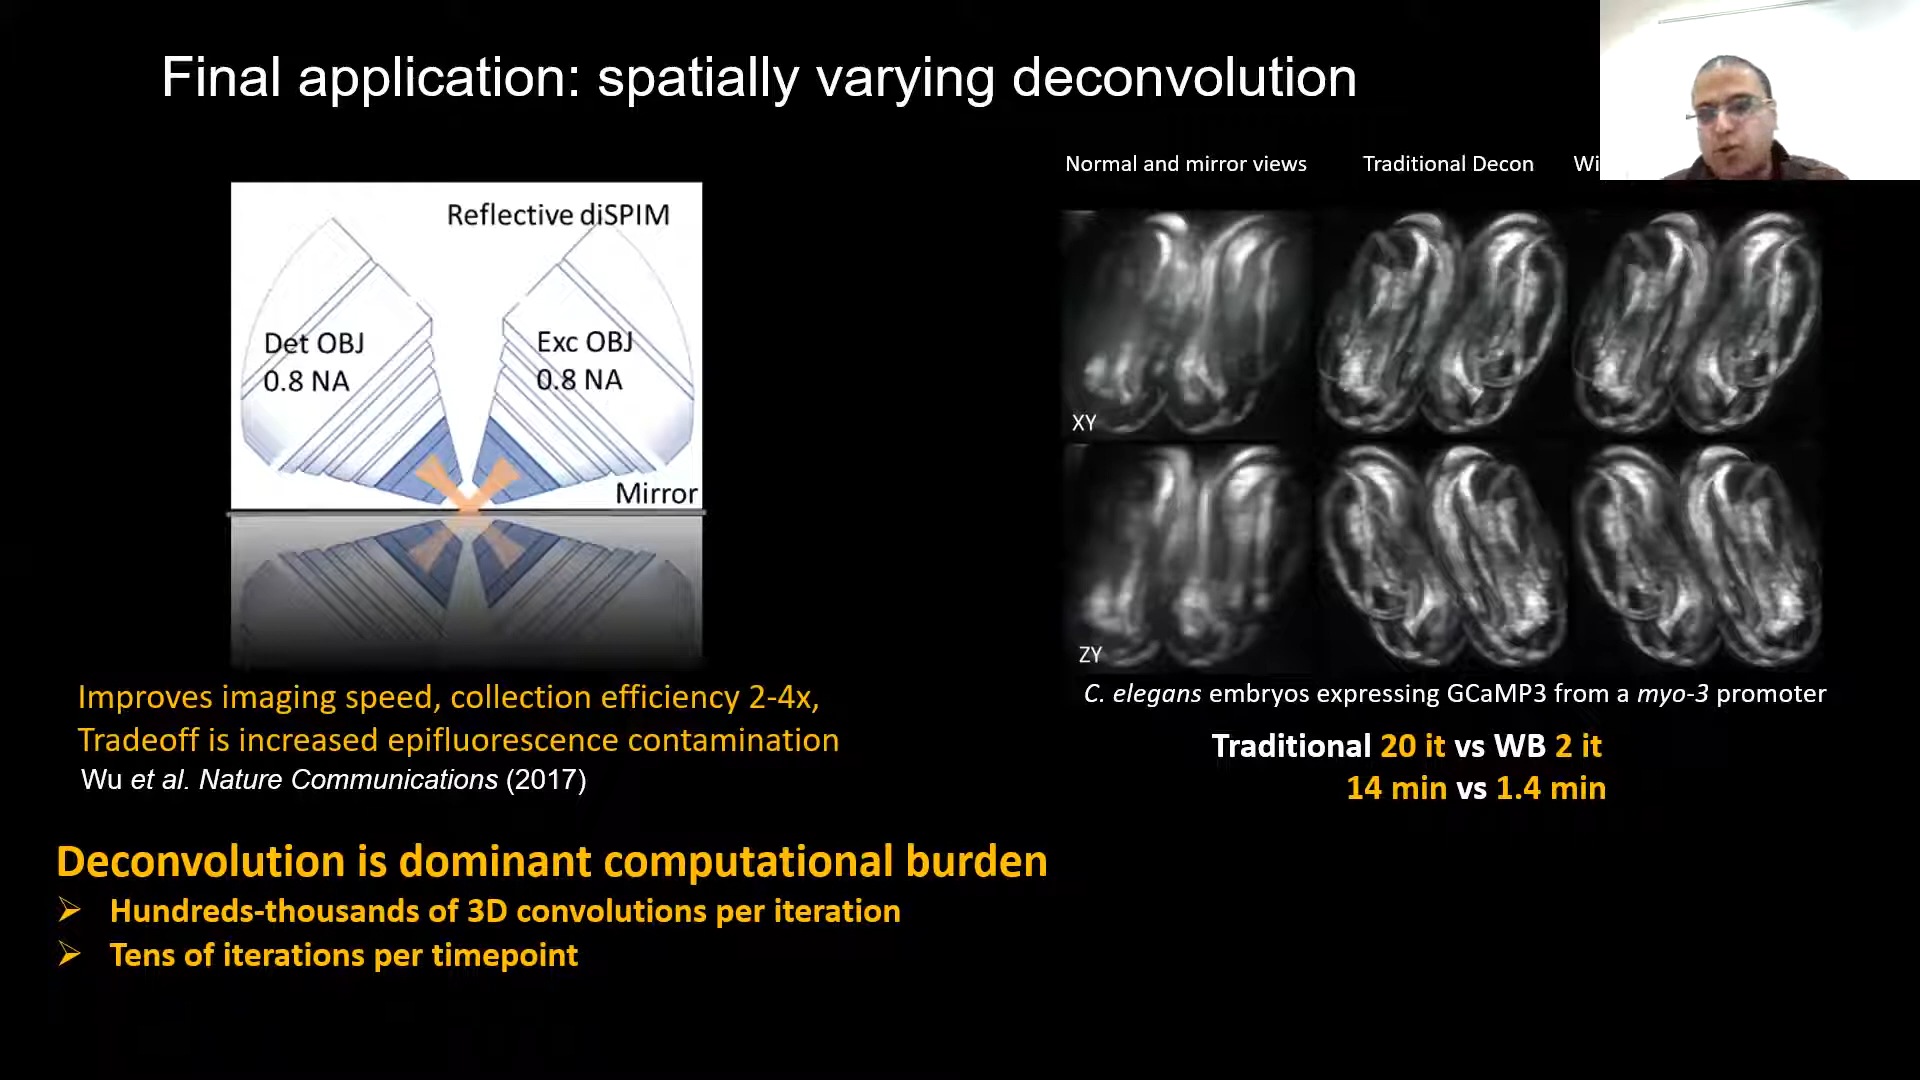 Final application: spatially varying deconvolution
Reflective diSPIM
Det OBJ
0.8 NA
Exc OBJ
0.8 NA
Mirror
Improves imaging speed, collection efficiency 2-4x,
Tradeoff is increased epifluorescence contamination
Wu et al. Nature Communications (2017)
Normal and mirror views
Traditional Decon
XY
ZY
C. elegans embryos expressing GCaMP3 from a myo-3 promoter
Traditional 20 it vs WB 2 it
14 min vs 1.4 min
Deconvolution is dominant computational burden
➢ Hundreds-thousands of 3D convolutions per iteration
➢ Tens of iterations per timepoint